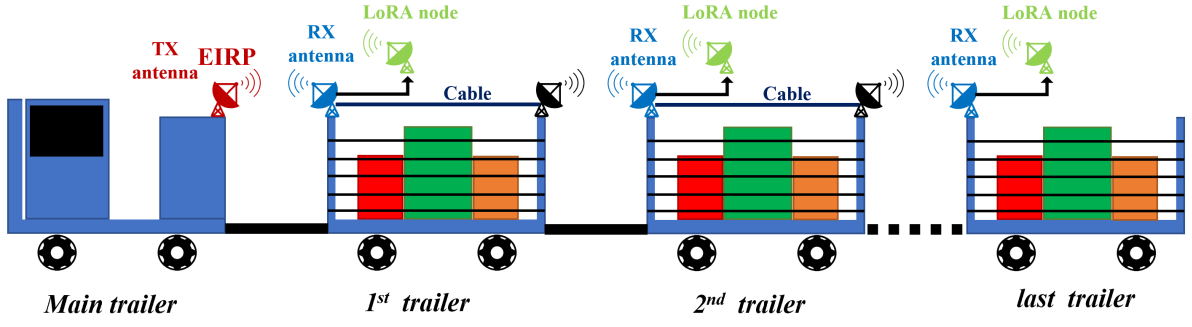 LoRA node
LoRA node
LoRA node
RX
antenna
RX
antenna
RX
antenna
TX
antenna
EIRP
Cable
Cable
Main trailer
1st trailer
2nd trailer
last trailer